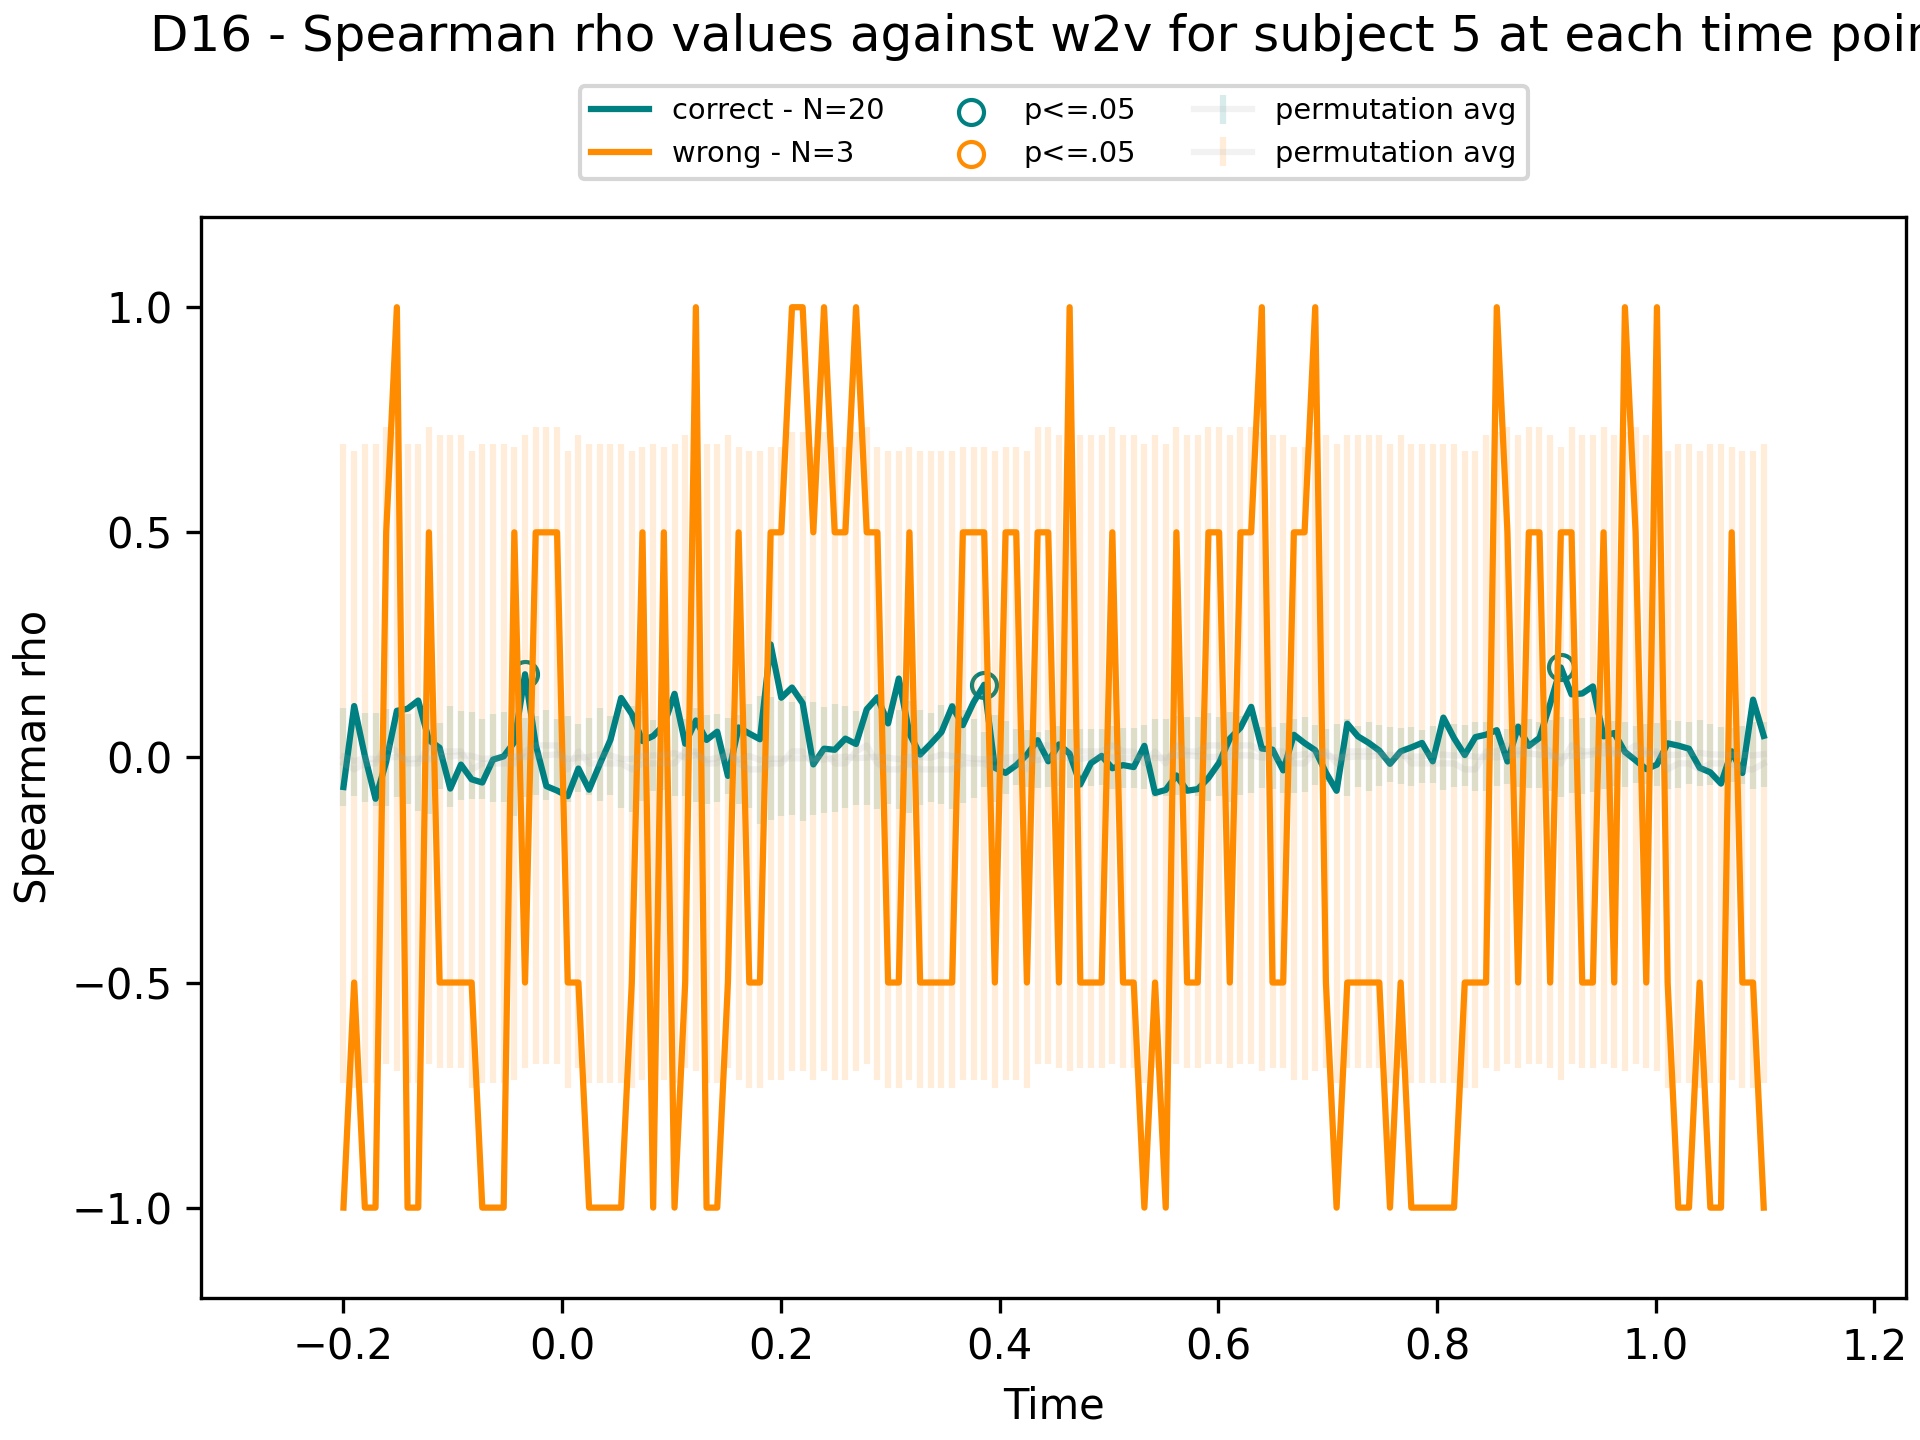 D16 - Spearman rho values against w2v for subject 5 at each time
correct - N=20 p<=.05 permutation avg
wrong - N=3 p<=.05 permutation avg
1.0
0.5
0.0
−0.5
−1.0
Spearman rho
−0.2 0.0 0.2 0.4 0.6 0.8 1.0 1.2
Time